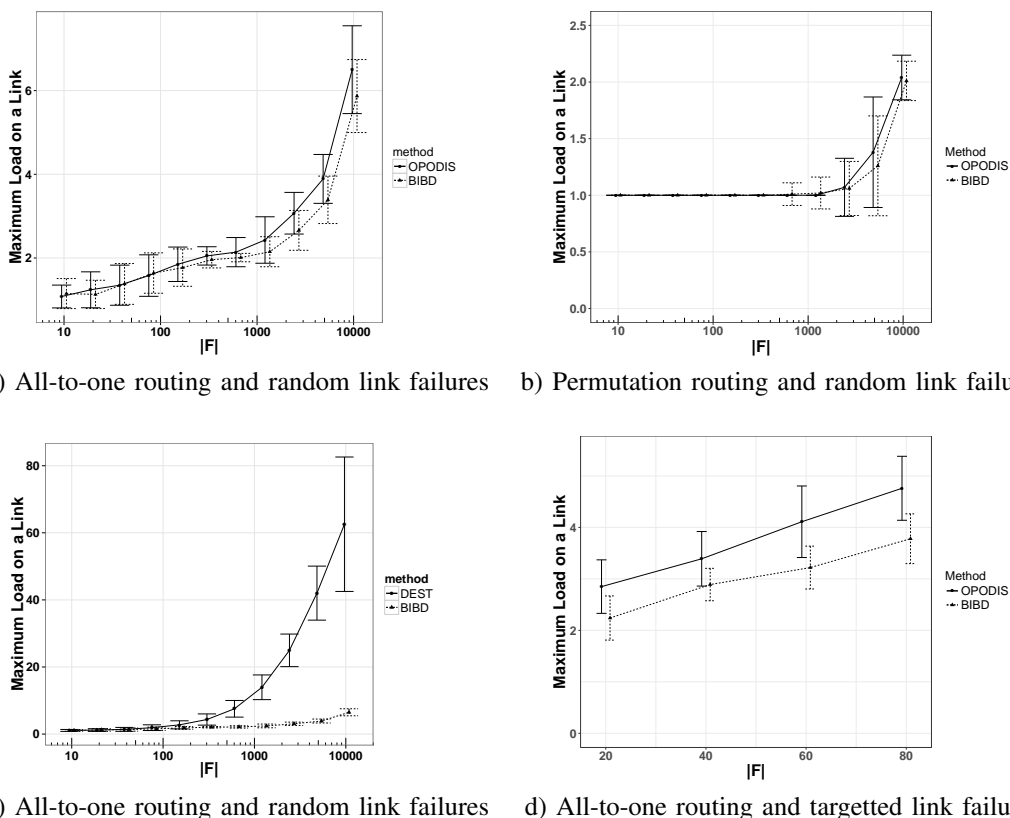 Maximum Load on a Link
6
4
2
10
100
1000
10000
|F|
method
OPODIS
BIBD
) All-to-one routing and random link failures
Maximum Load on a Link
2.5
2.0
1.5
1.0
0.5
0.0
10
100
1000
10000
|F|
Method
OPODIS
BIBD
b) Permutation routing and random link failu
Maximum Load on a Link
80
60
40
20
0
10
100
1000
10000
|F|
method
DEST
BIBD
) All-to-one routing and random link failures
Maximum Load on a Link
4
2
0
20
40
60
80
|F|
Method
OPODIS
BIBD
d) All-to-one routing and targetted link failu